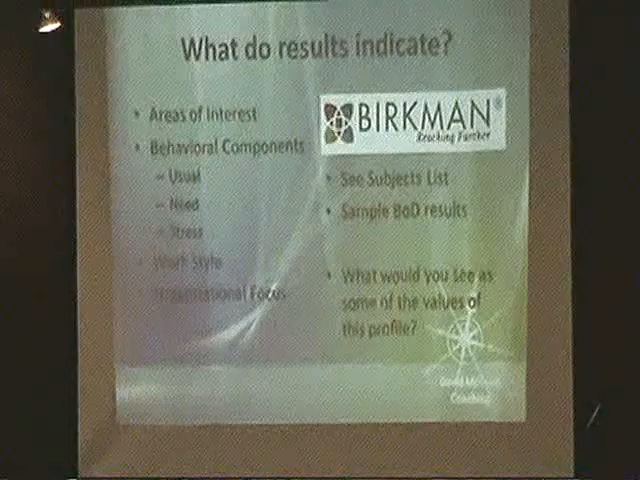 What do results indicate?
• Areas of Interest
• Behavioral Components
– Usual
– Need
– Stress
• Work Style
• Organizational Focus
BIRKMAN®
Reaching Further
• See Subjects List
• Sample BoD results
• What would you see as
some of the values of
this profile?
David
Coaching